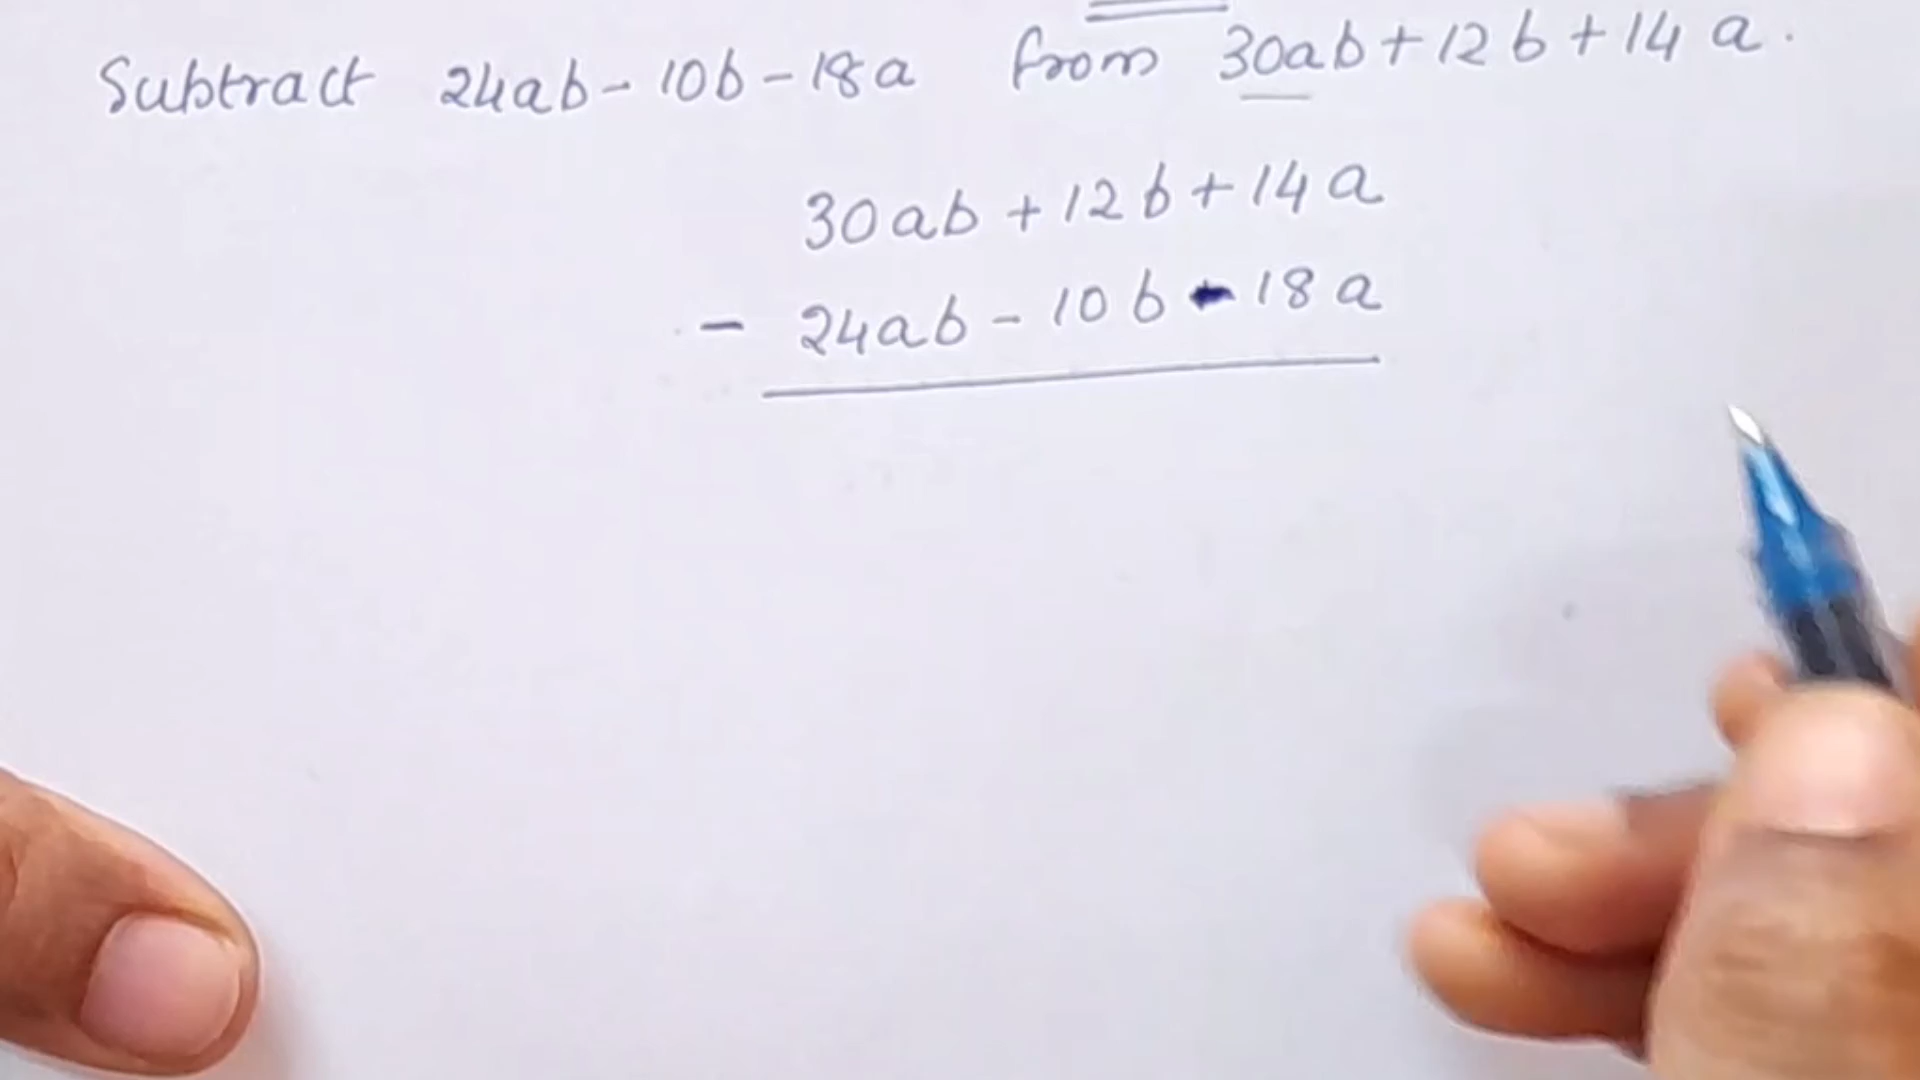 Subtract 24ab - 10b - 18a from 30ab + 12b + 14a.
30ab + 12b + 14a
- 24ab - 10b - 18a